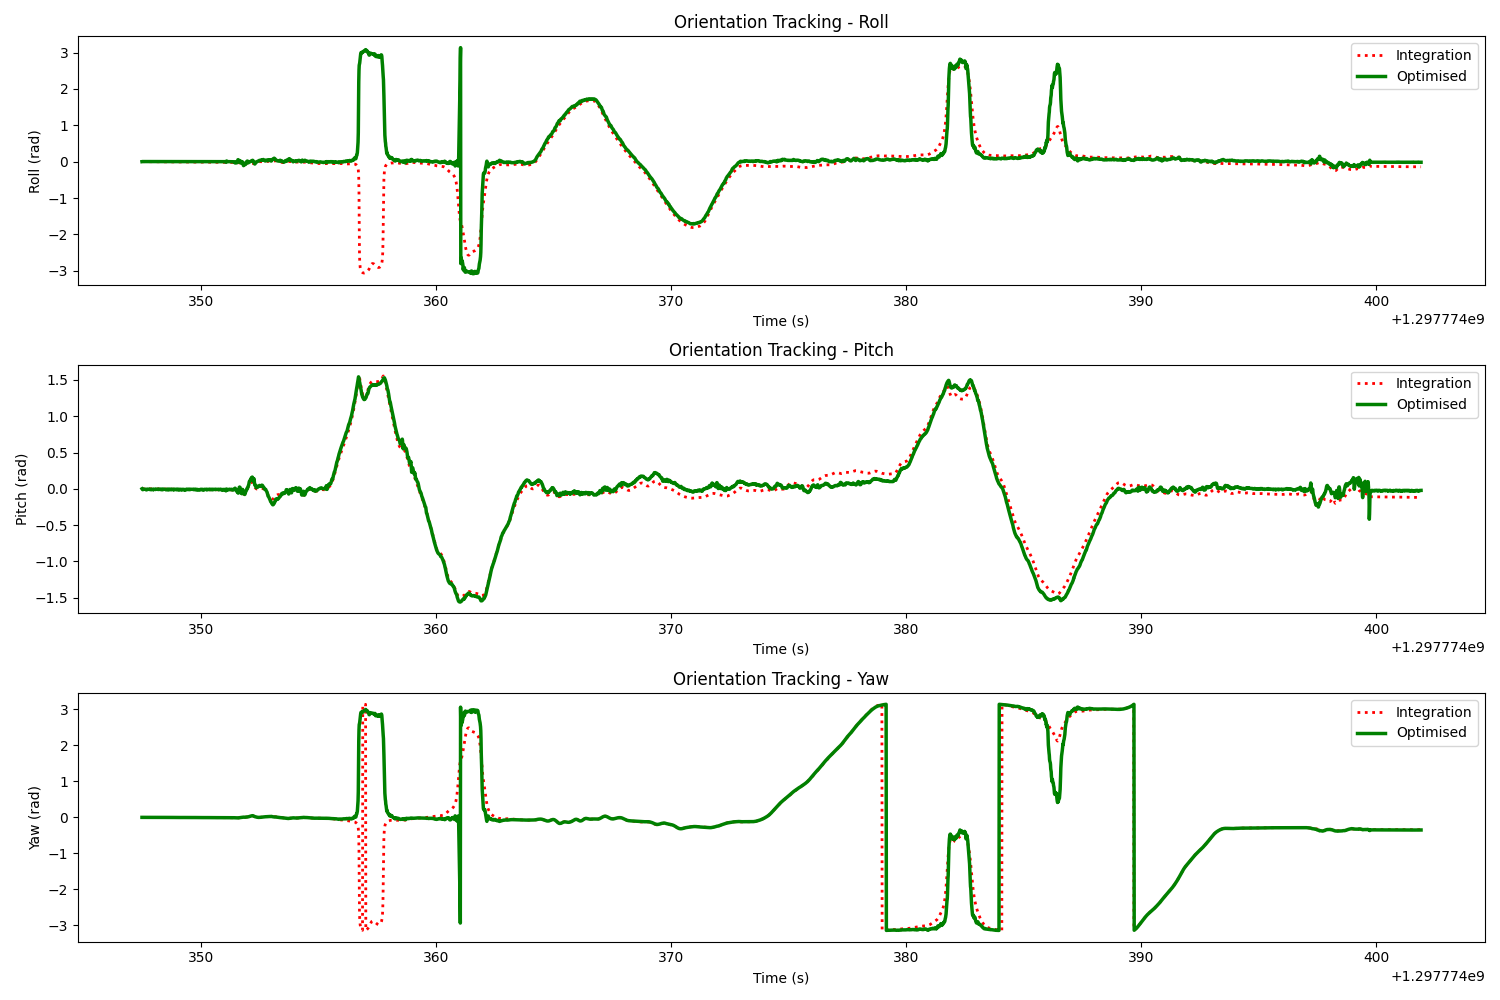 Orientation Tracking - Roll
Roll (rad)
3
2
1
0
−1
−2
−3
Integration
Optimised
350 360 370 380 390 400
Time (s)
+1.297774e9
Orientation Tracking - Pitch
Pitch (rad)
1.5
1.0
0.5
0.0
−0.5
−1.0
−1.5
Integration
Optimised
350 360 370 380 390 400
Time (s)
+1.297774e9
Orientation Tracking - Yaw
Yaw (rad)
3
2
1
0
−1
−2
−3
Integration
Optimised
350 360 370 380 390 400
Time (s)
+1.297774e9